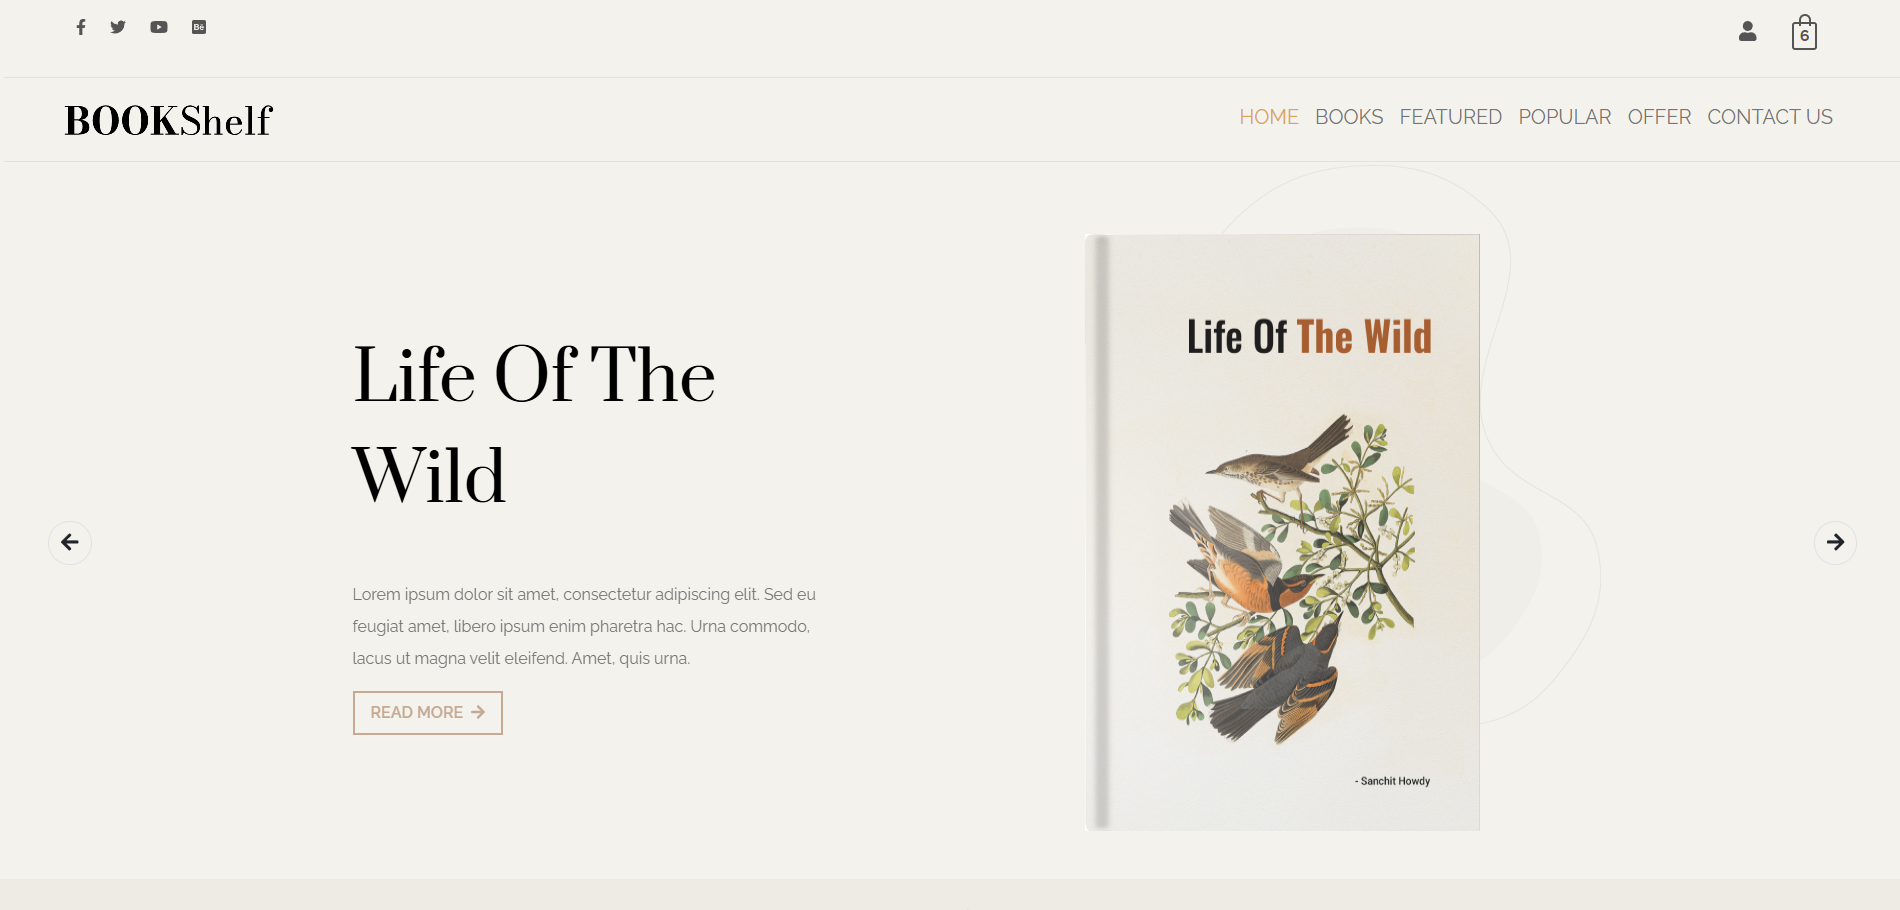 Bē
6
BOOKShelf
HOME BOOKS FEATURED POPULAR OFFER CONTACT US
Life Of The
Wild
Lorem ipsum dolor sit amet, consectetur adipiscing elit. Sed eu
feugiat amet, libero ipsum enim pharetra hac. Urna commodo,
lacus ut magna velit eleifend. Amet, quis urna.
READ MORE
Life Of The Wild
- Sanchit Howdy